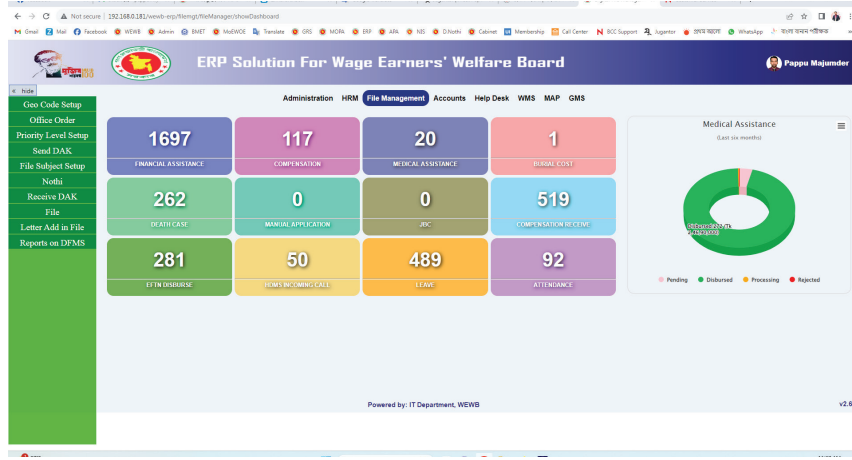 Not secure | 192.168.0.181/wewb-erp/filemgt/fileManager/showDashboard
Gmail Mail Facebook WEWB Admin BMET MoEWOE Translate GRS MOPA ERP APA NIS D.Nothi Cabinet Membership Call Center BCC Support Jugantor WhatsApp
ERP Solution For Wage Earners' Welfare Board
Pappu Majumder
« hide
Administration HRM File Management Accounts Help Desk WMS MAP GMS
Geo Code Setup
Office Order
Priority Level Setup
Send DAK
File Subject Setup
Nothi
Receive DAK
File
Letter Add in File
Reports on DFMS
1697
FINANCIAL ASSISTANCE
117
COMPENSATION
20
MEDICAL ASSISTANCE
1
BURIAL COST
262
DEATH CASE
0
MANUAL APPLICATION
0
JBC
519
COMPENSATION RECEIVE
281
EFTN DISBURSE
50
HDMS INCOMING CALL
489
LEAVE
92
ATTENDANCE
Medical Assistance
(Last six months)
Pending Disbursed Processing Rejected
Powered by: IT Department, WEWB
v2.6